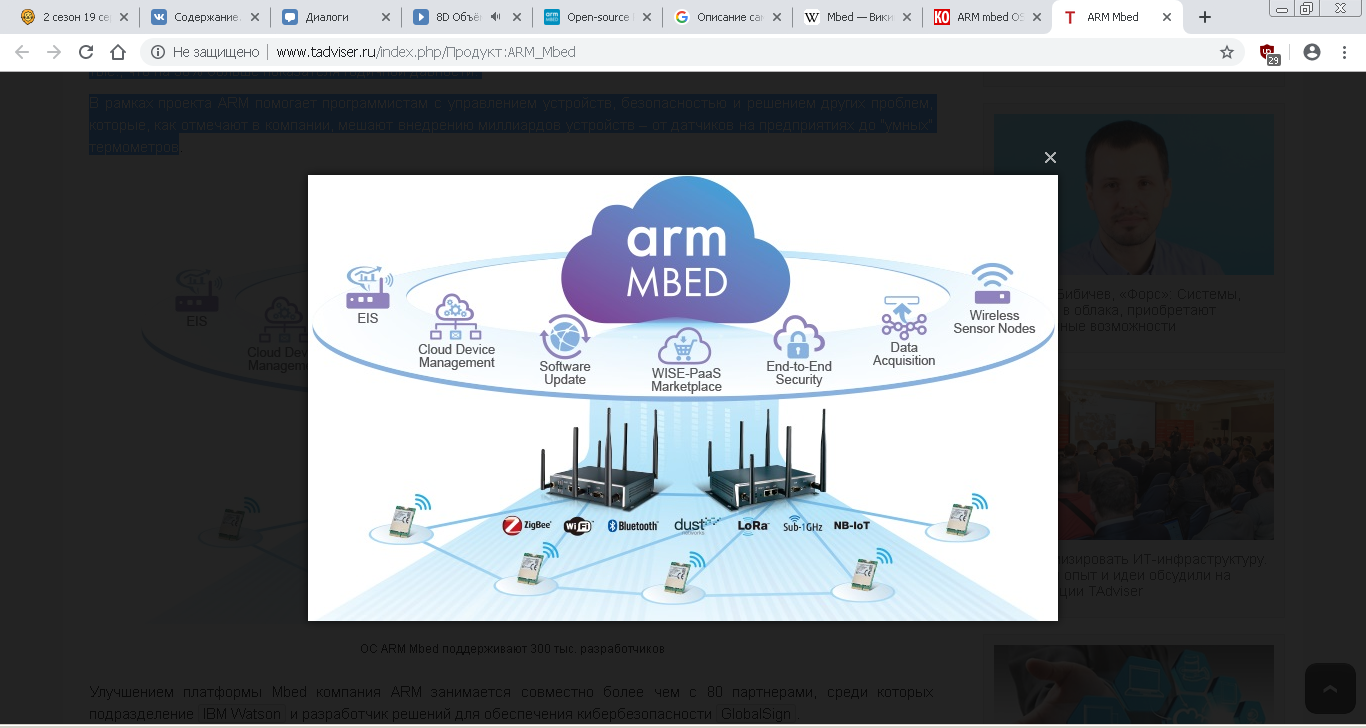 2 сезон 19 се
Содержание.
Диалоги
8D Объё
Open-source
Описание са
Mbed — Вики
ARM mbed OS
ARM Mbed
Не защищено
www.tadviser.ru/index.php/Продукт:ARM_Mbed
29
В рамках проекта ARM помогает программистам с управлением устройств, безопасностью и решением других проблем,
которые, как отмечают в компании, мешают внедрению миллиардов устройств – от датчиков на предприятиях до "умных"
термометров.
arm
MBED
EIS
Cloud Device
Management
Software
Update
WISE-PaaS
Marketplace
End-to-End
Security
Data
Acquisition
Wireless
Sensor Nodes
ZigBee
WiFi
Bluetooth
dust
networks
LoRa
Sub-1GHz
NB-IoT
EIS
Cloud Dev
Manageme
Бибичев, «Форс». Системы,
в облака, приобретают
ные возможности
изировать ИТ-инфраструктуру
опыт и идеи обсудили на
ции TAdviser
ОС ARM Mbed поддерживают 300 тыс. разработчиков
Улучшением платформы Mbed компания ARM занимается совместно более чем с 80 партнерами, среди которых
подразделение IBM Watson и разработчик решений для обеспечения кибербезопасности GlobalSign